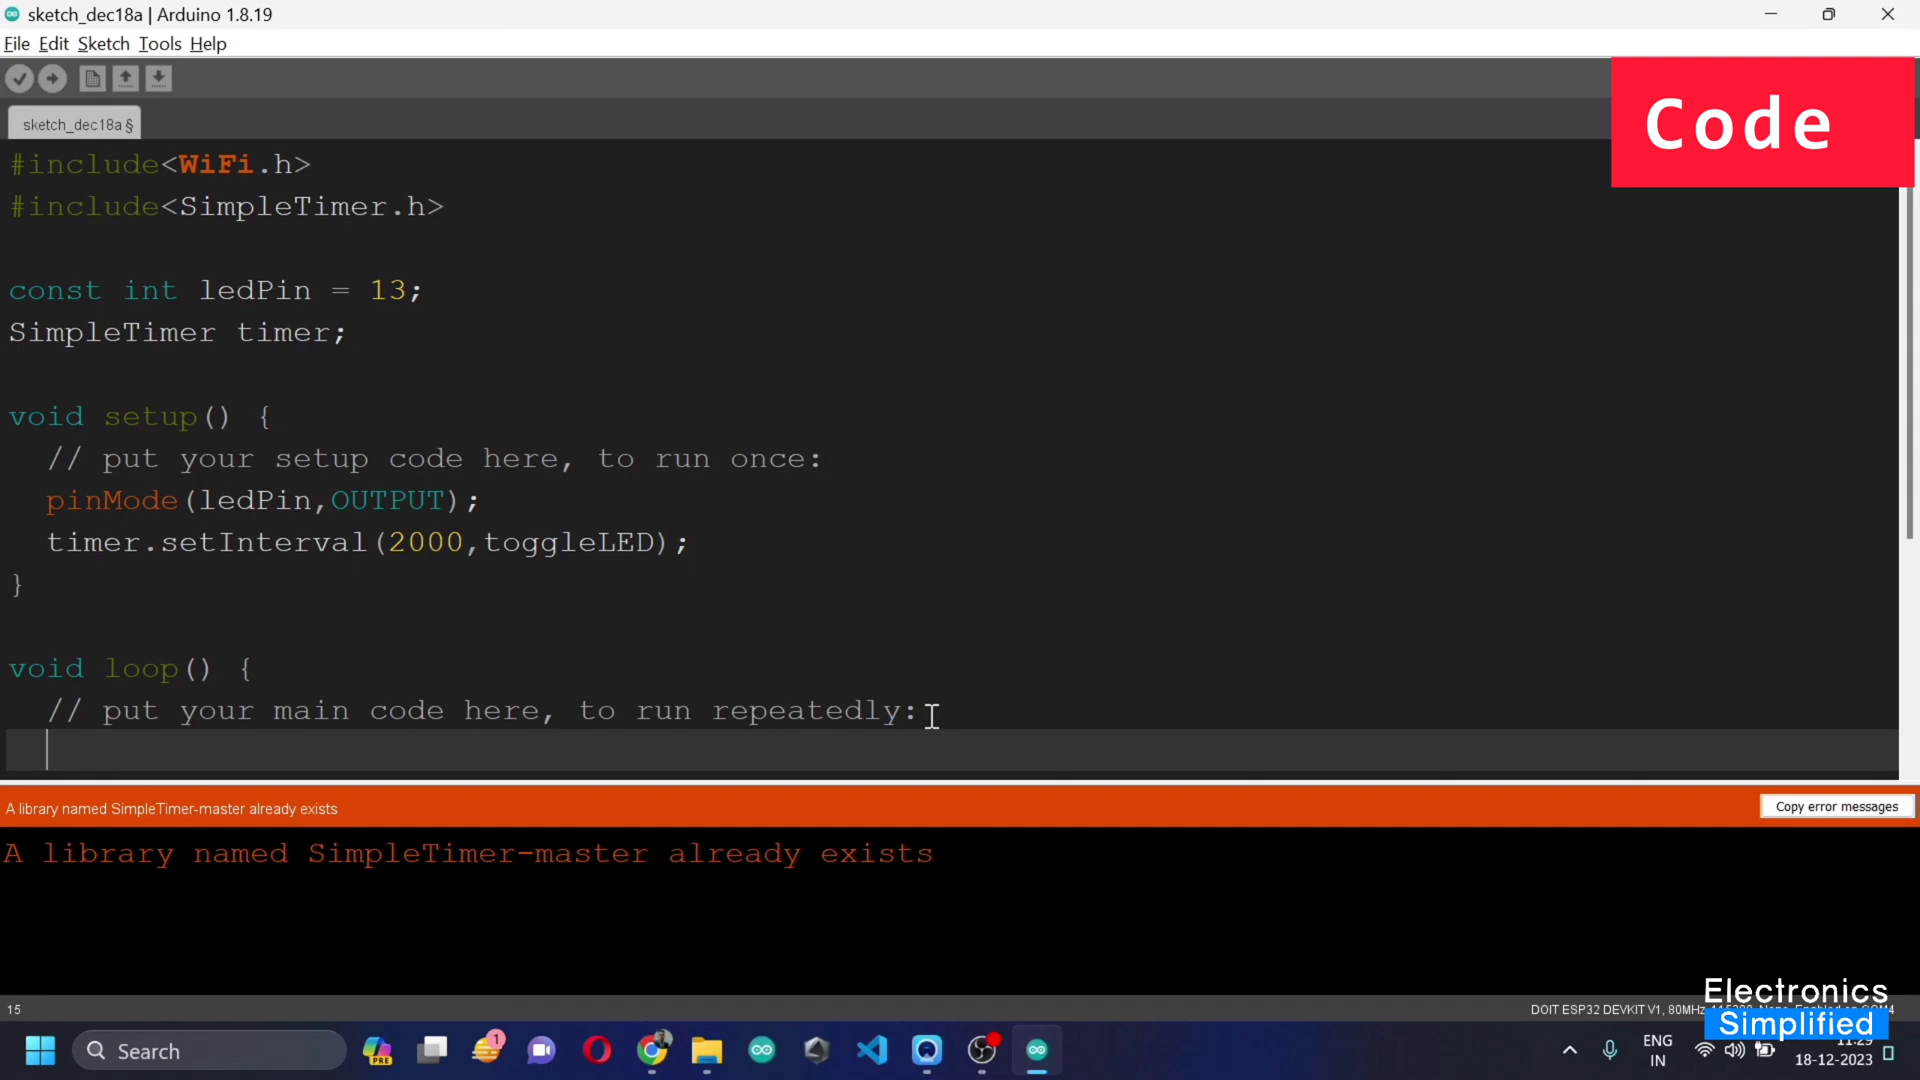 sketch_dec18a | Arduino 1.8.19
File Edit Sketch Tools Help
Code
sketch_dec18a §
#include<WiFi.h>
#include<SimpleTimer.h>
const int ledPin = 13;
SimpleTimer timer;
void setup() {
// put your setup code here, to run once:
pinMode(ledPin,OUTPUT);
timer.setInterval(2000,toggleLED);
}
void loop() {
// put your main code here, to run repeatedly:
A library named SimpleTimer-master already exists
Copy error messages
A library named SimpleTimer-master already exists
15
DOIT ESP32 DEVKIT V1, 80MHz
Electronics
Simplified
Search
PRE
1
ENG
IN
11:29
18-12-2023